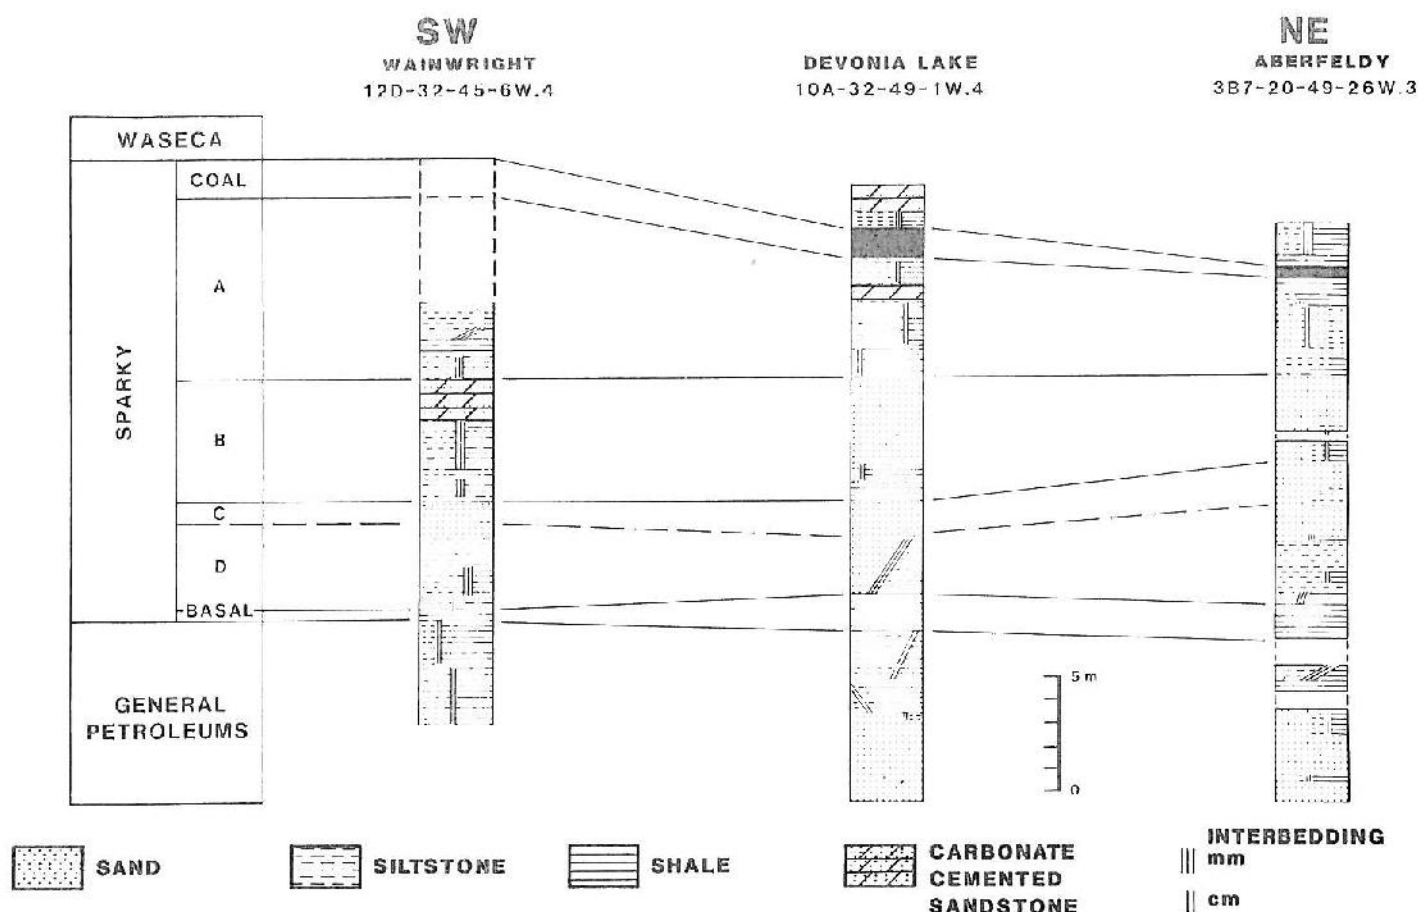 SW
WAINWRIGHT
12D-32-45-6W.4
DEVONIA LAKE
10A-32-49-1W.4
NE
ABERFELDY
3B7-20-49-26W.3
WASECA
SPARKY
COAL
A
B
C
D
BASAL
GENERAL
PETROLEUMS
5 m
0
SAND
SILTSTONE
SHALE
CARBONATE
CEMENTED
SANDSTONE
INTERBEDDING
mm
cm